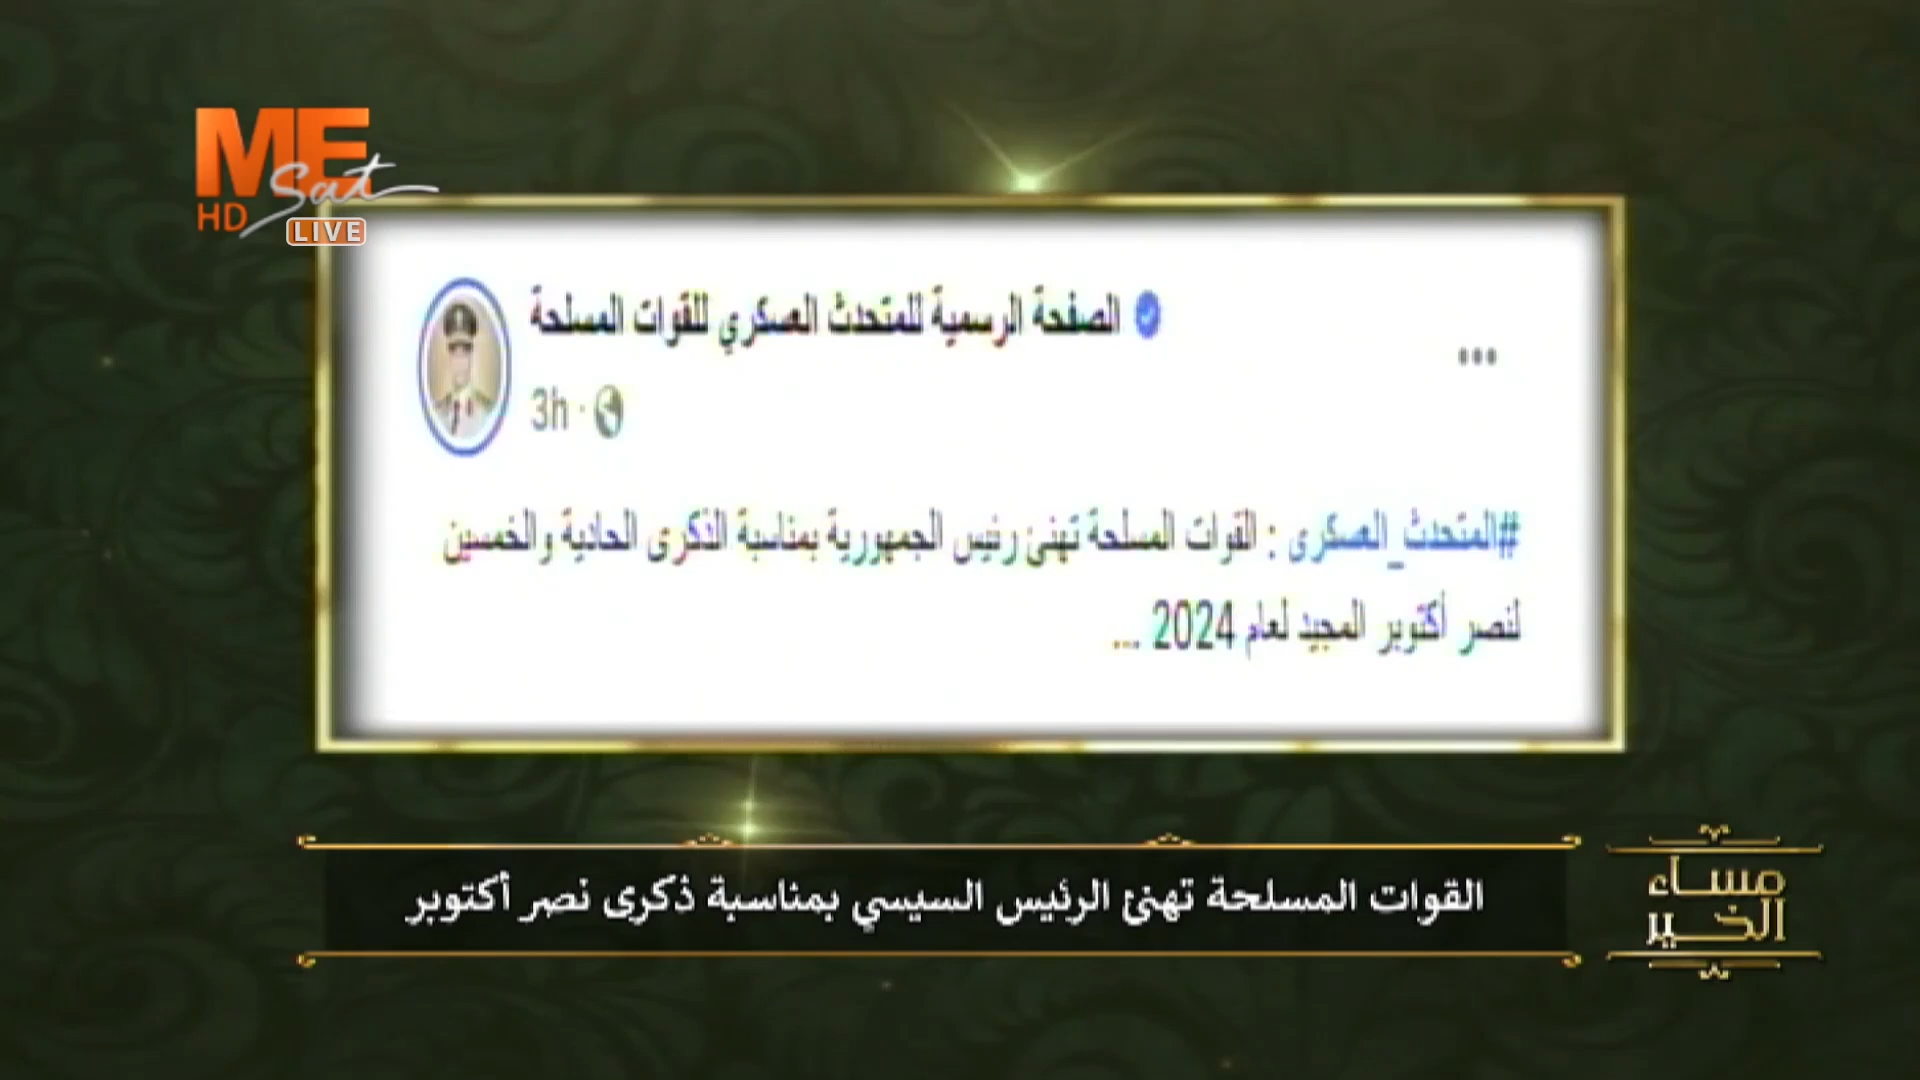 ME
Sat
HD
LIVE
الصفحة الرسمية للمتحدث العسكري للقوات المسلحة
3h ·
...
#المتحدث_العسكرى : القوات المسلحة تهنئ رئيس الجمهورية بمناسبة الذكرى الحادية والخمسين
لنصر أكتوبر المجيد لعام 2024 ...
القوات المسلحة تهنئ الرئيس السيسي بمناسبة ذكرى نصر أكتوبر
مساء
الخير